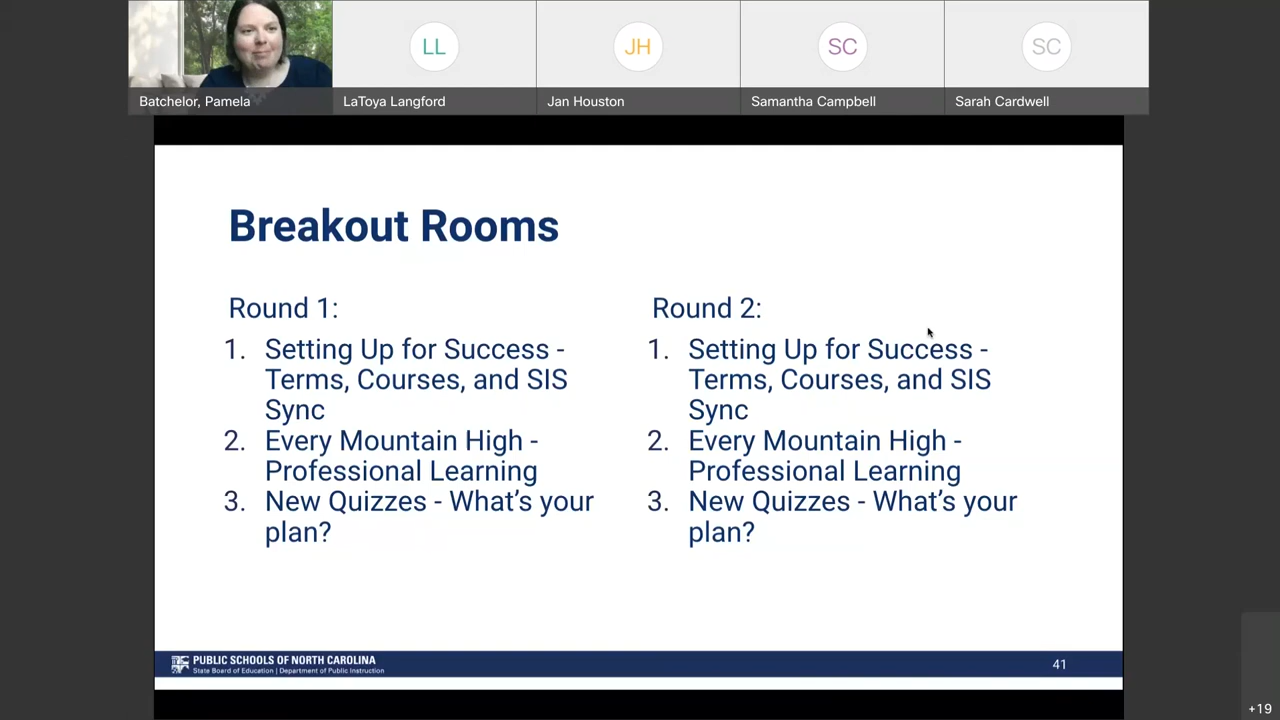 LL
JH
SC
SC
Batchelor, Pamela
LaToya Langford
Jan Houston
Samantha Campbell
Sarah Cardwell
Breakout Rooms
Round 1:
1. Setting Up for Success -
Terms, Courses, and SIS
Sync
2. Every Mountain High -
Professional Learning
3. New Quizzes - What's your
plan?
Round 2:
1. Setting Up for Success -
Terms, Courses, and SIS
Sync
2. Every Mountain High -
Professional Learning
3. New Quizzes - What's your
plan?
PUBLIC SCHOOLS OF NORTH CAROLINA
State Board of Education | Department of Public Instruction
41
+19